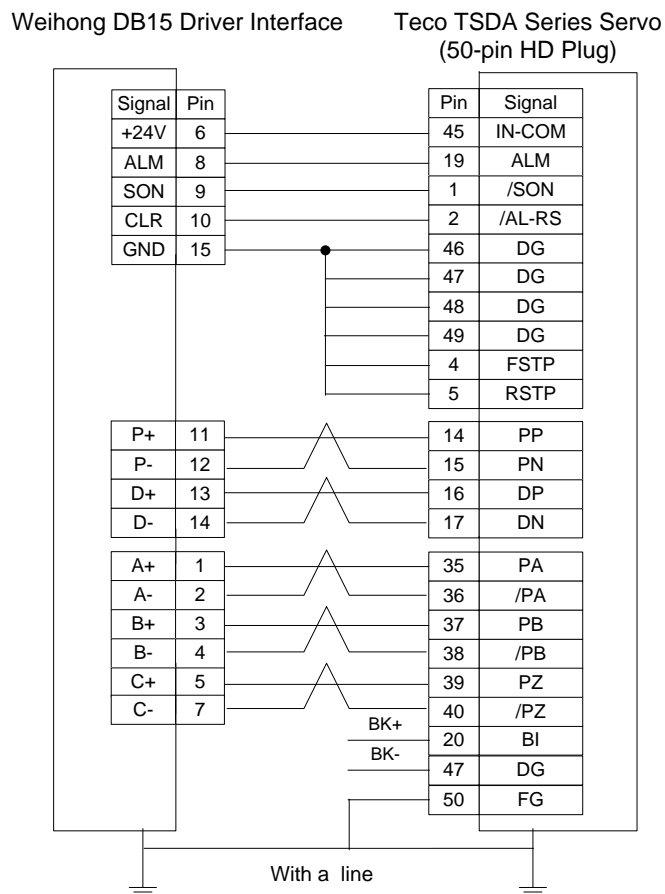 Weihong DB15 Driver Interface
Teco TSDA Series Servo
(50-pin HD Plug)
Signal Pin
Pin Signal
+24V 6
45 IN-COM
ALM 8
19 ALM
SON 9
1 /SON
CLR 10
2 /AL-RS
GND 15
46 DG
47 DG
48 DG
49 DG
4 FSTP
5 RSTP
P+ 11
14 PP
P- 12
15 PN
D+ 13
16 DP
D- 14
17 DN
A+ 1
35 PA
A- 2
36 /PA
B+ 3
37 PB
B- 4
38 /PB
C+ 5
39 PZ
C- 7
40 /PZ
BK+
20 BI
BK-
47 DG
50 FG
With a line